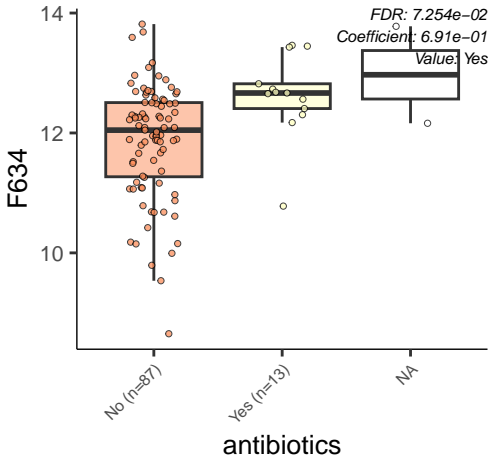 FDR: 7.254e−02
Coefficient: 6.91e−01
Value: Yes
14
12
10
F634
No (n=87)
Yes (n=13)
NA
antibiotics